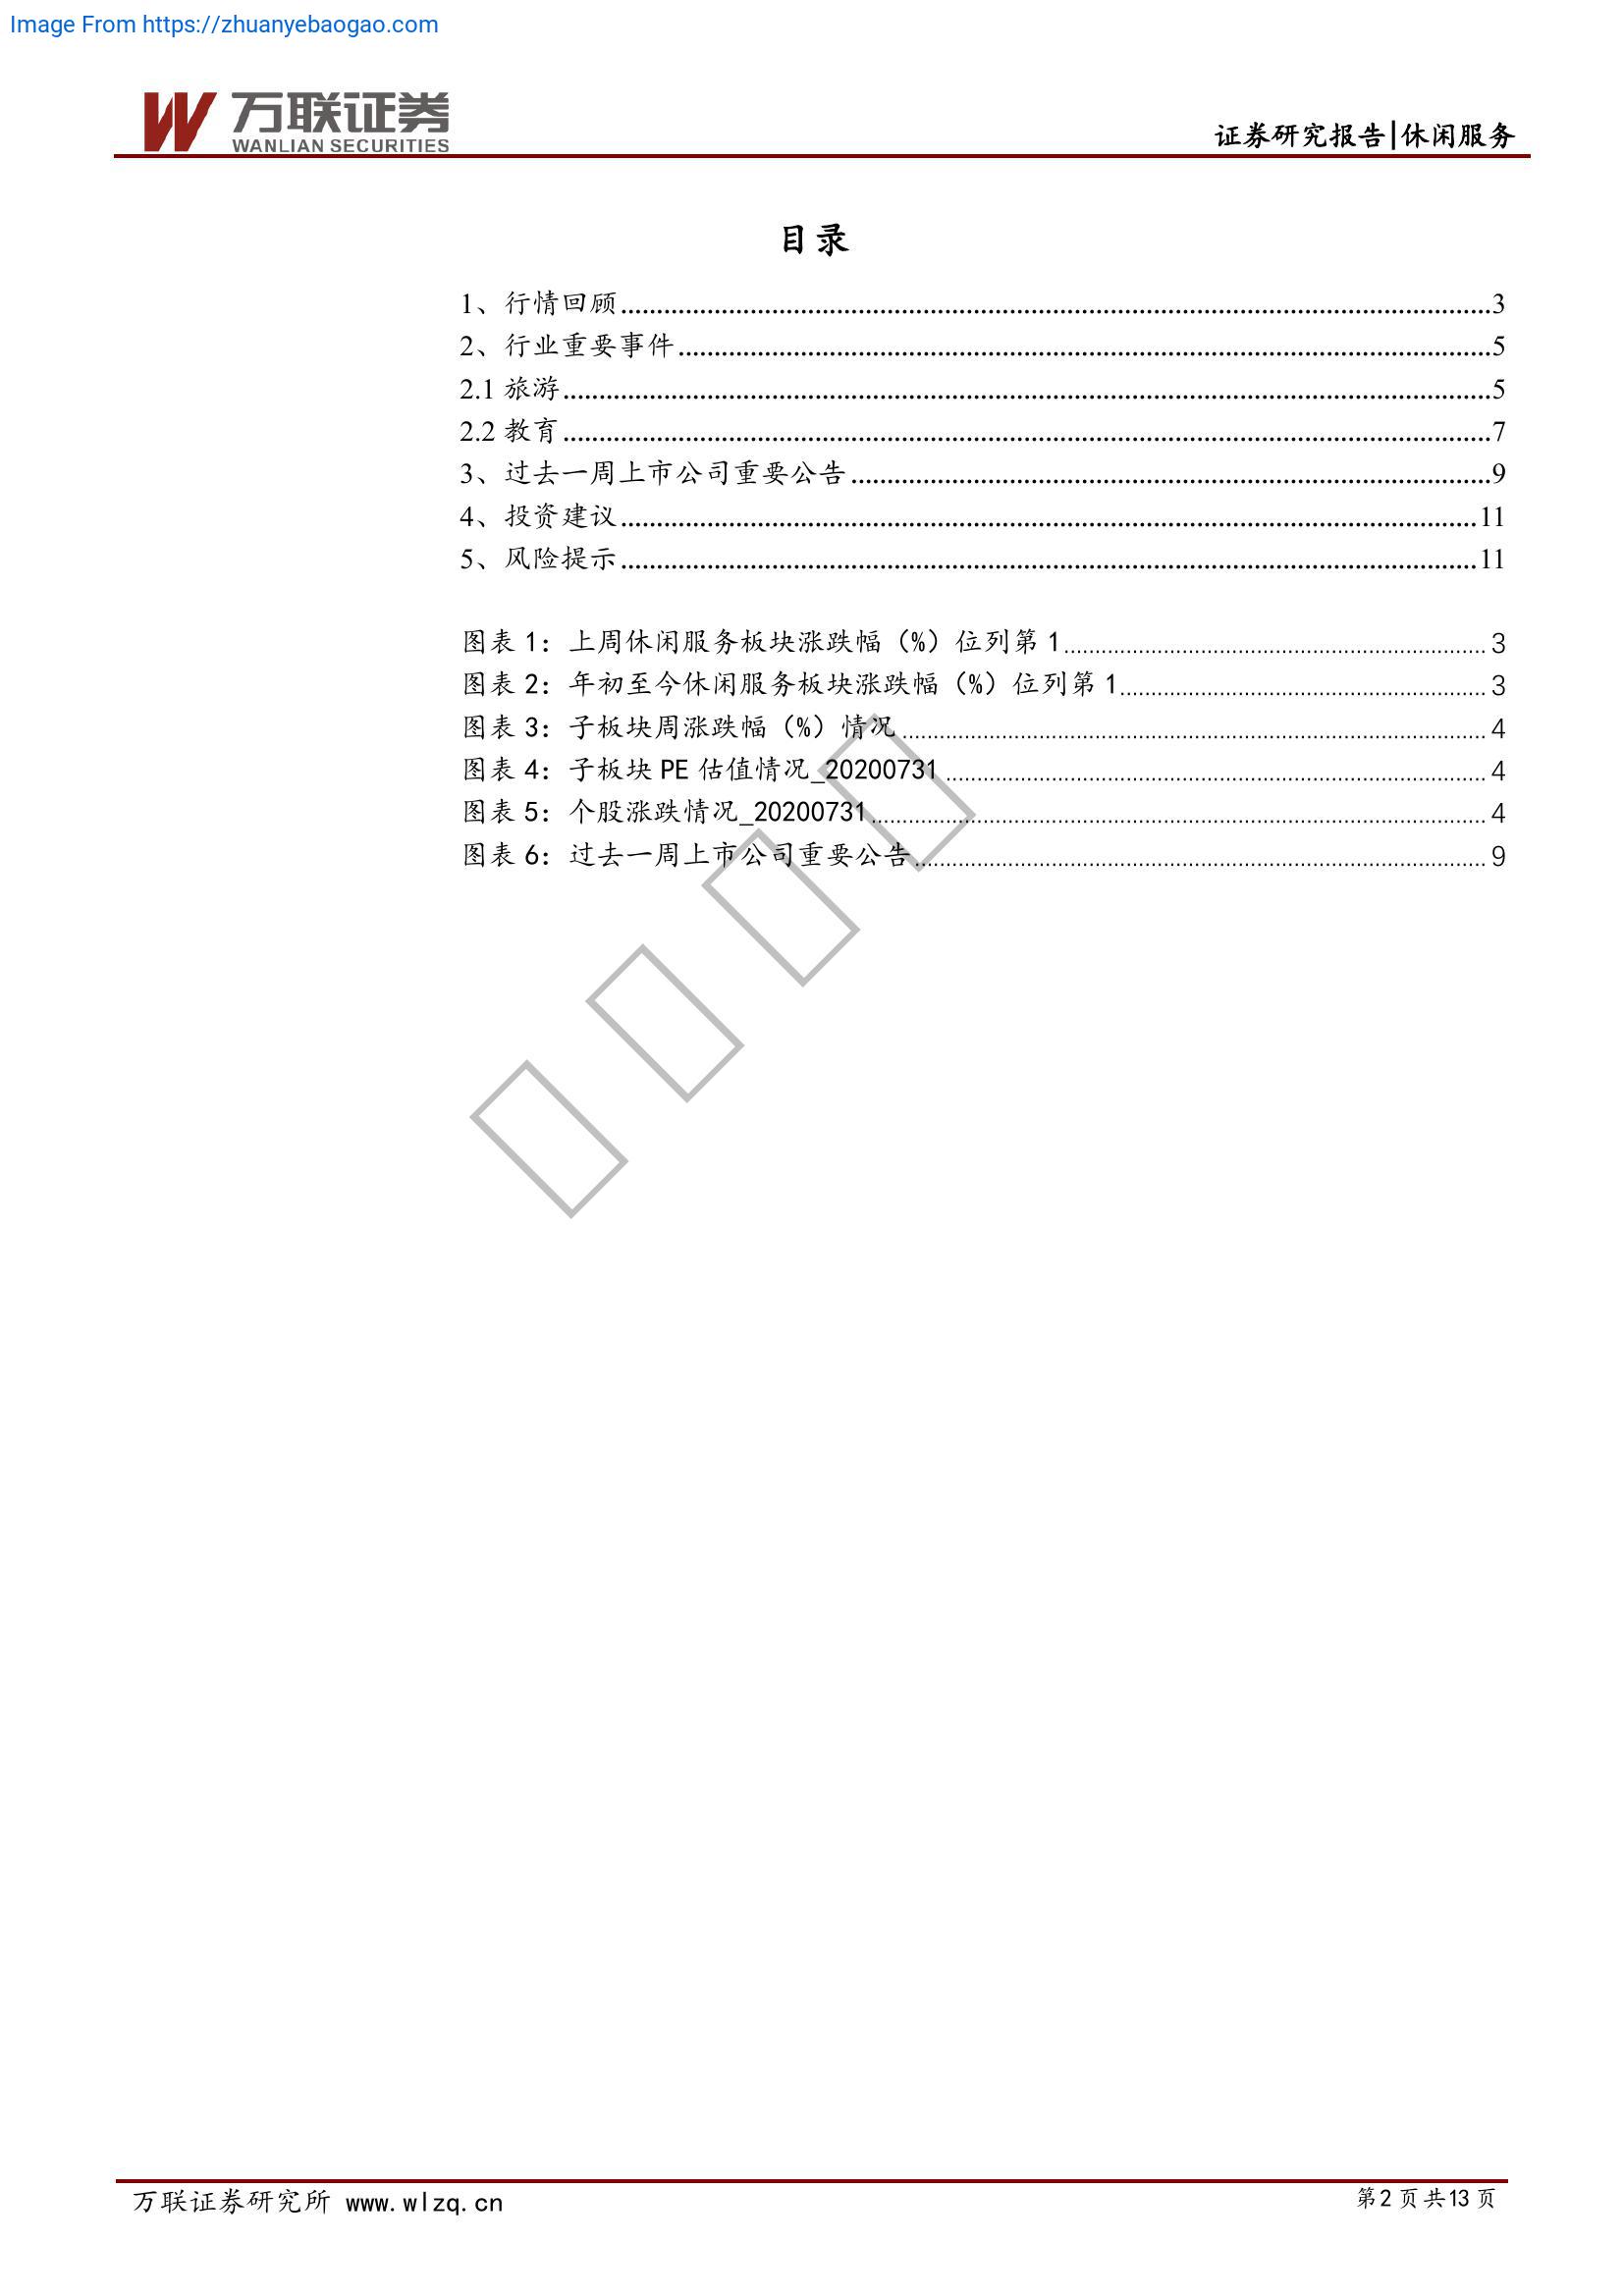 Image From https://zhuanyebaogao.com
万联证券
WANLIAN SECURITIES
证券研究报告|休闲服务
目录
1、行情回顾........3
2、行业重要事件........5
2.1 旅游........5
2.2 教育........7
3、过去一周上市公司重要公告........9
4、投资建议........11
5、风险提示........11
图表 1：上周休闲服务板块涨跌幅（%）位列第 1........3
图表 2：年初至今休闲服务板块涨跌幅（%）位列第 1........3
图表 3：子板块周涨跌幅（%）情况........4
图表 4：子板块 PE 估值情况_20200731........4
图表 5：个股涨跌情况_20200731........4
图表 6：过去一周上市公司重要公告........9
万联证券研究所 www.wlzq.cn
第2页共13页